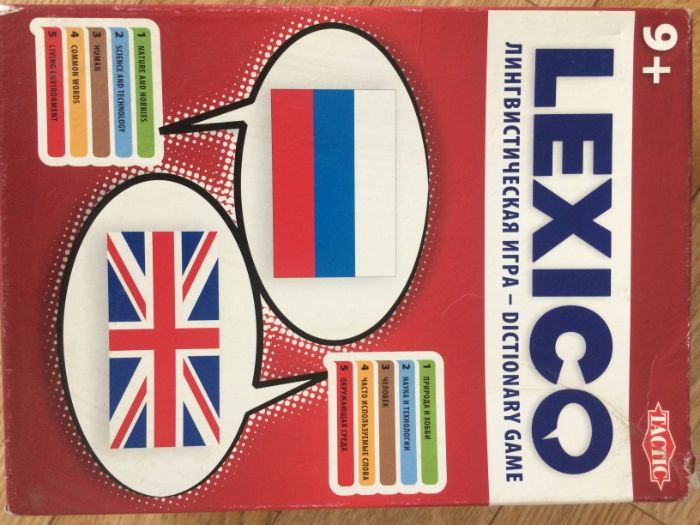 9+
LEXICO
ЛИНГВИСТИЧЕСКАЯ ИГРА – DICTIONARY GAME
1 NATURE AND HOBBIES
2 SCIENCE AND TECHNOLOGY
3 HUMAN
4 COMMON WORDS
5 LIVING ENVIRONMENT
1 ПРИРОДА И ХОББИ
2 НАУКА И ТЕХНОЛОГИИ
3 ЧЕЛОВЕК
4 ЧАСТО ИСПОЛЬЗУЕМЫЕ СЛОВА
5 ОКРУЖАЮЩАЯ СРЕДА
TACTIC